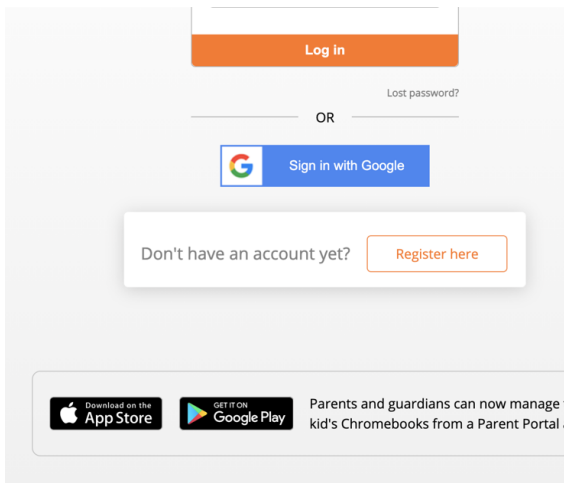 Log in
Lost password?
OR
Sign in with Google
Don't have an account yet?
Register here
Download on the
App Store
GET IT ON
Google Play
Parents and guardians can now manage
kid's Chromebooks from a Parent Portal